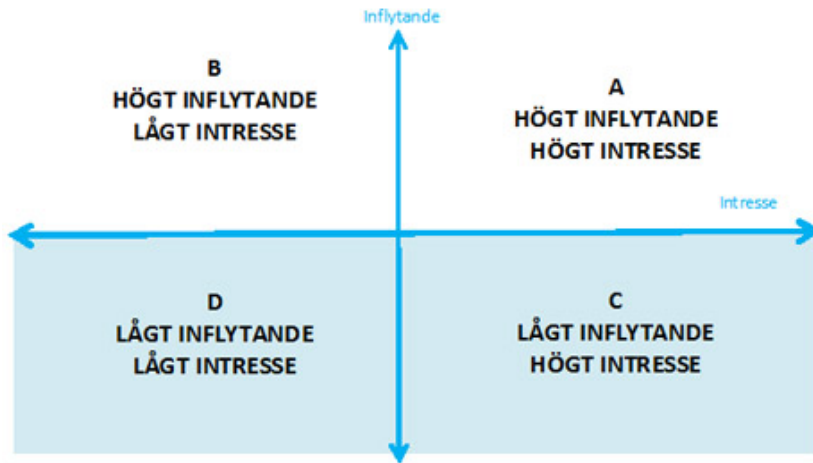 Inflytande
B
HÖGT INFLYTANDE
LÅGT INTRESSE
A
HÖGT INFLYTANDE
HÖGT INTRESSE
Intresse
D
LÅGT INFLYTANDE
LÅGT INTRESSE
C
LÅGT INFLYTANDE
HÖGT INTRESSE